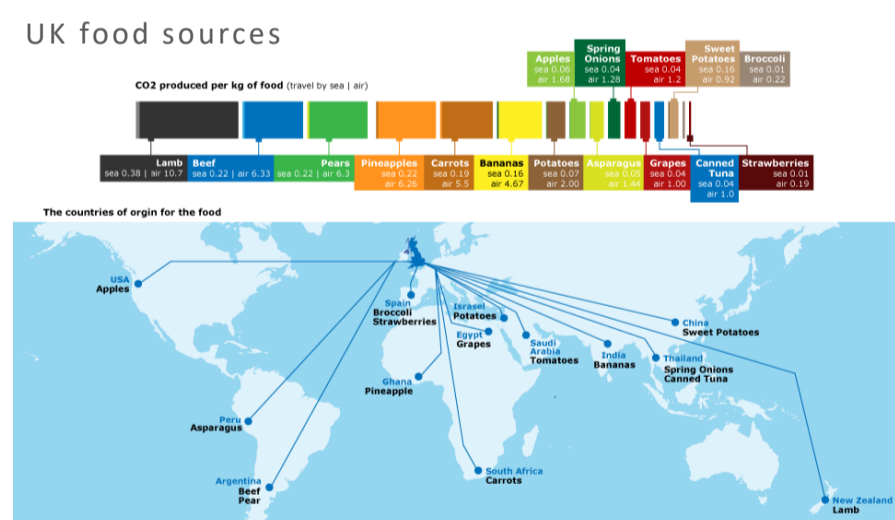 UK food sources
Apples
sea 0.06
air 1.68
Spring
Onions
sea 0.04
air 1.28
Tomatoes
sea 0.04
air 1.2
Sweet
Potatoes
sea 0.16
air 0.92
Broccoli
sea 0.01
air 0.22
CO2 produced per kg of food (travel by sea | air)
Lamb
sea 0.38 | air 10.7
Beef
sea 0.22 | air 6.33
Pears
sea 0.22 | air 6.3
Pineapples
sea 0.22
air 6.26
Carrots
sea 0.19
air 5.5
Bananas
sea 0.16
air 4.67
Potatoes
sea 0.07
air 2.00
Asparagus
sea 0.05
air 1.44
Grapes
sea 0.04
air 1.00
Canned
Tuna
sea 0.04
air 1.0
Strawberries
sea 0.01
air 0.19
The countries of orgin for the food
USA
Apples
Spain
Broccoli
Strawberries
Israsel
Potatoes
Egypt
Grapes
Saudi
Arabia
Tomatoes
India
Bananas
China
Sweet Potatoes
Thailand
Spring Onions
Canned Tuna
Ghana
Pineapple
Peru
Asparagus
Argentina
Beef
Pear
South Africa
Carrots
New Zealand
Lamb